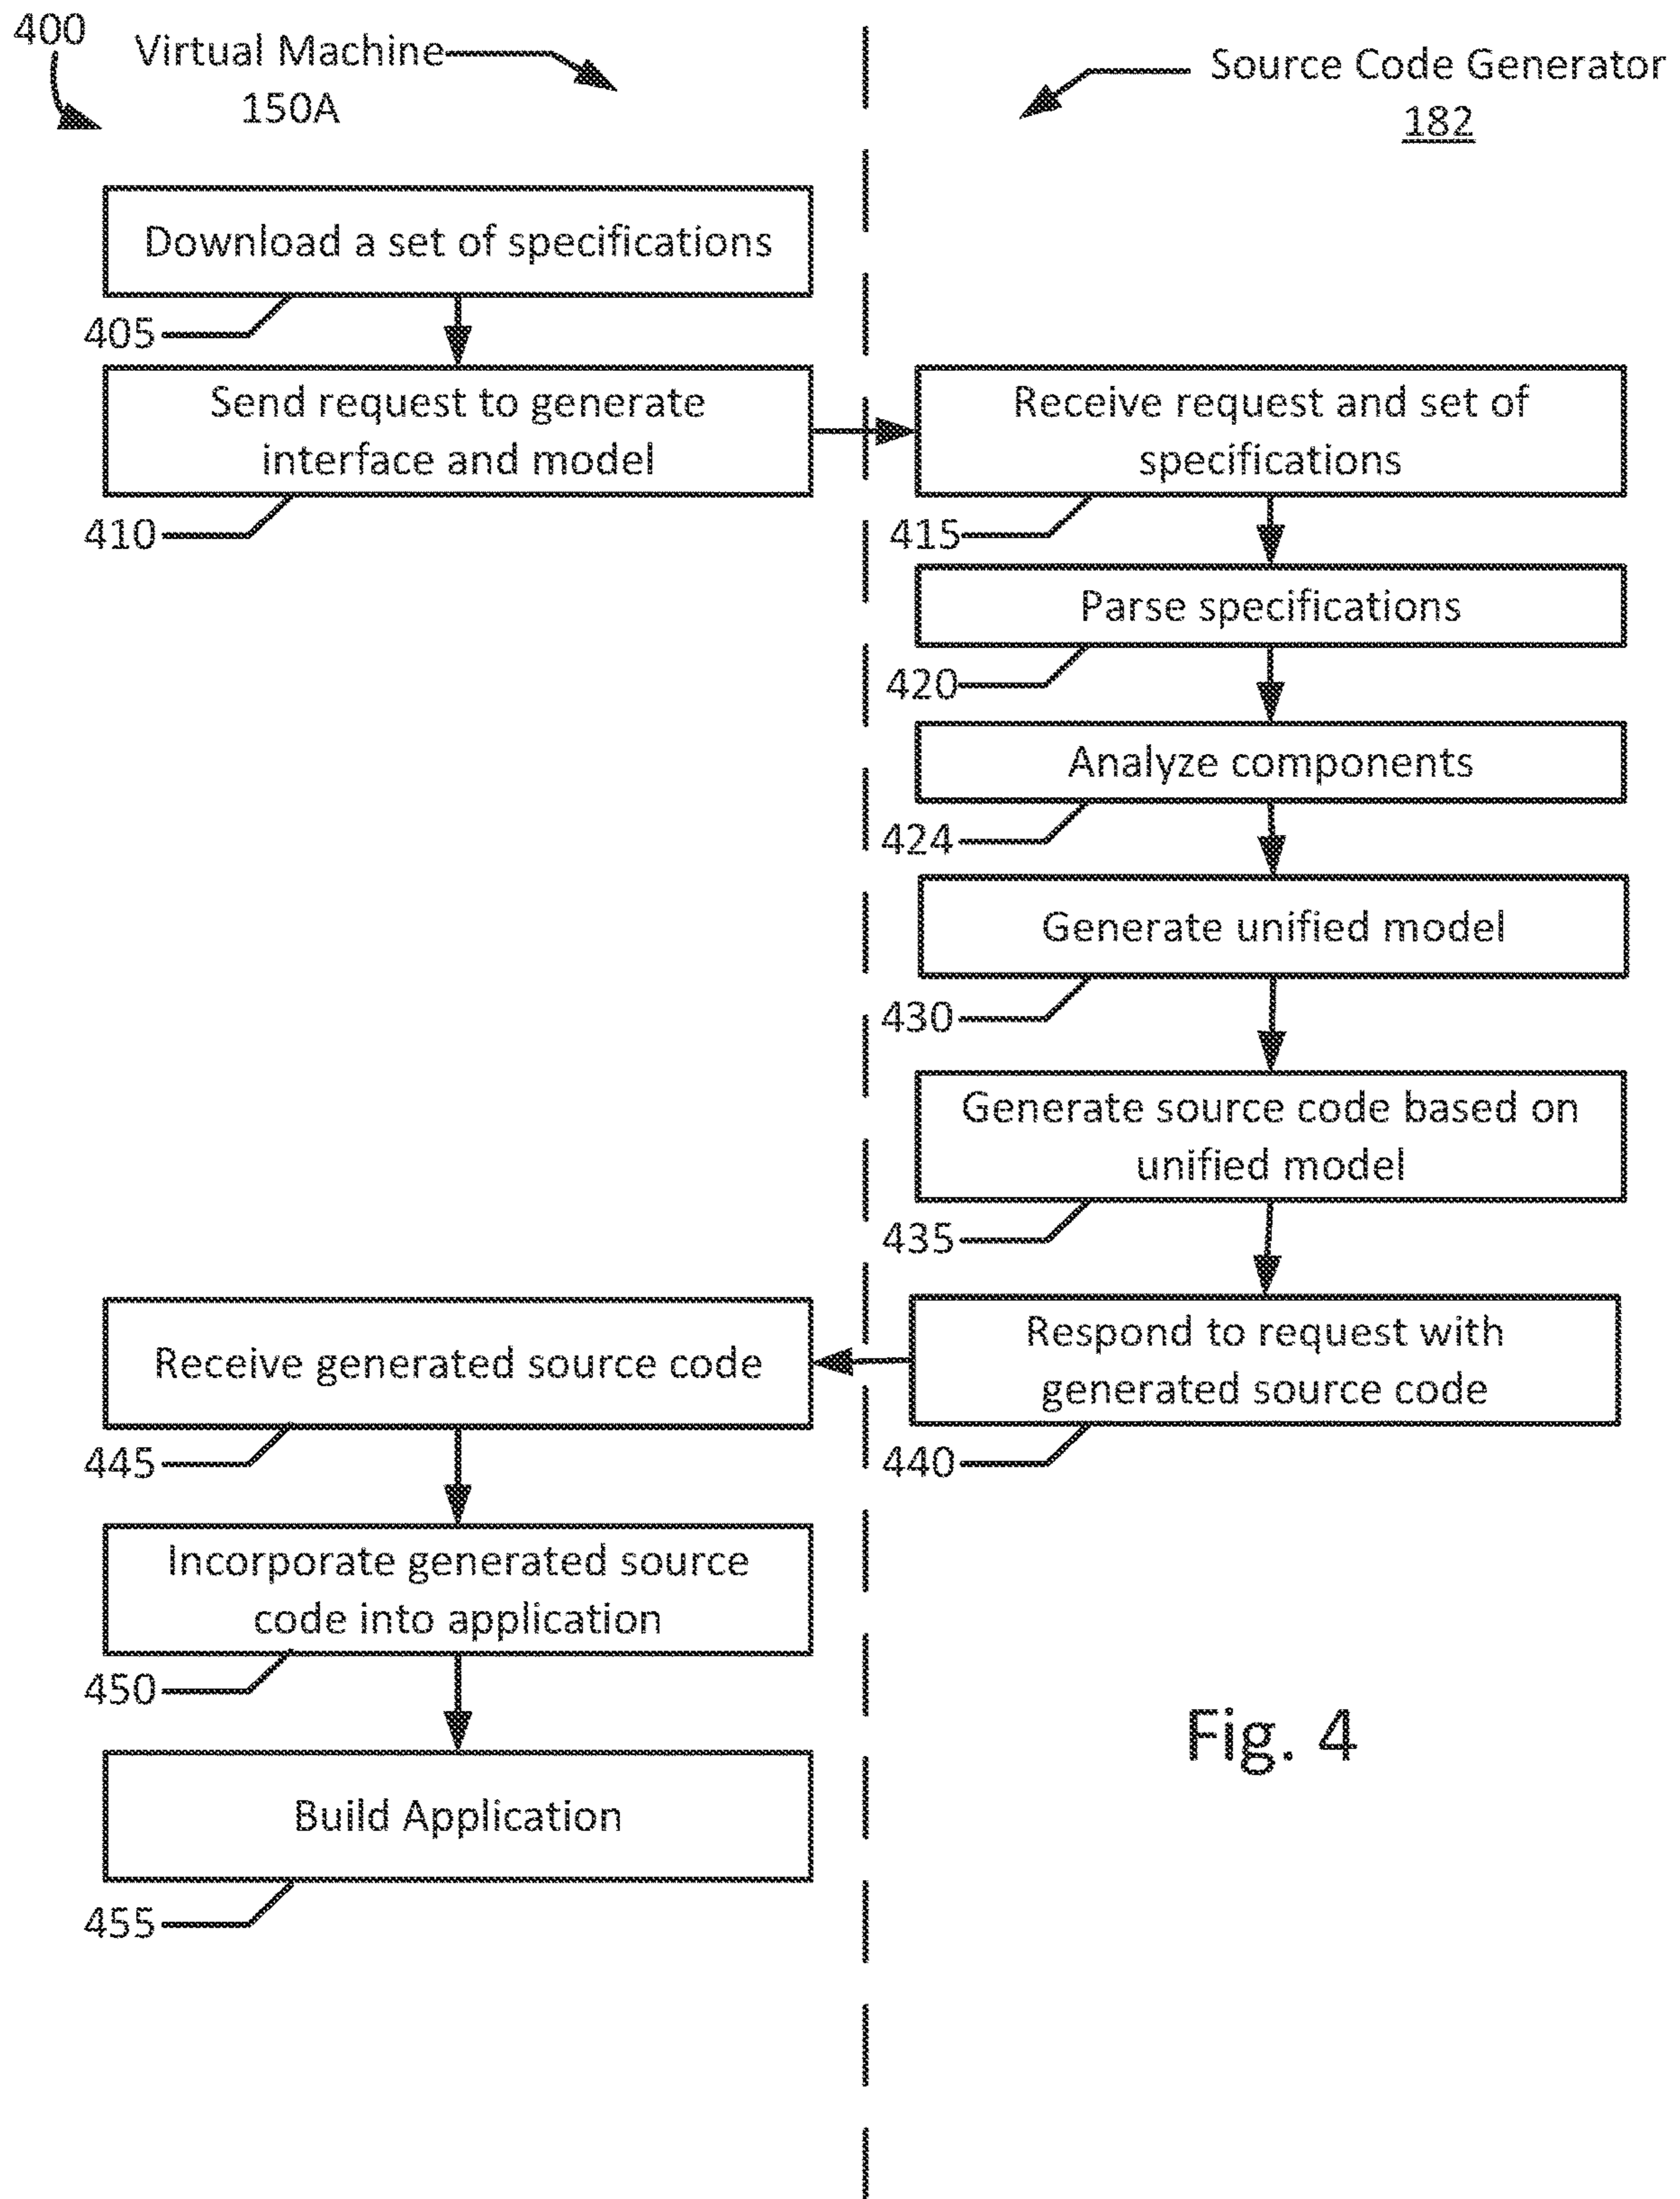 400
Virtual Machine
150A
Source Code Generator
182
Download a set of specifications
405
Send request to generate
interface and model
410
Receive request and set of
specifications
415
Parse specifications
420
Analyze components
424
Generate unified model
430
Generate source code based on
unified model
435
Respond to request with
generated source code
440
Receive generated source code
445
Incorporate generated source
code into application
450
Build Application
455
Fig. 4